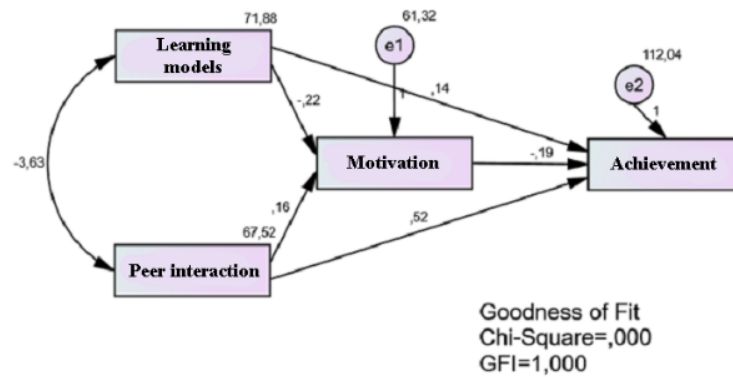 71,88
61,32
Learning
models
e1
112,04
,14
e2
-,22
1
1
-3,63
Motivation
-,19
Achievement
,16
,52
67,52
Peer interaction
Goodness of Fit
Chi-Square=,000
GFI=1,000